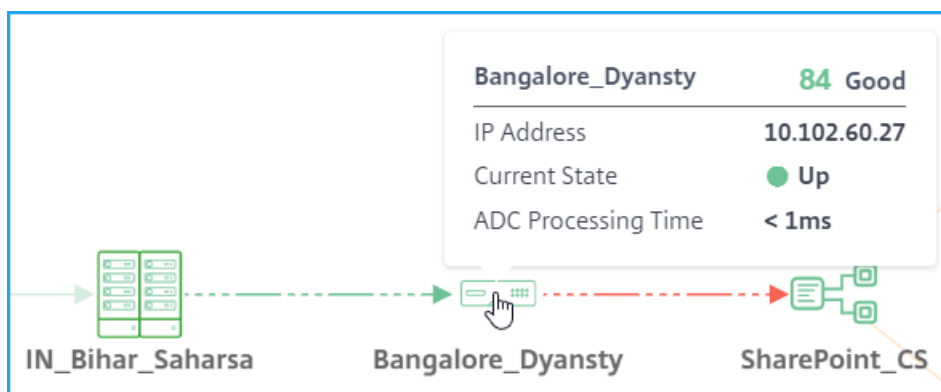 Bangalore_Dyansty 84 Good
IP Address 10.102.60.27
Current State Up
ADC Processing Time < 1ms
IN_Bihar_Saharsa Bangalore_Dyansty SharePoint_CS